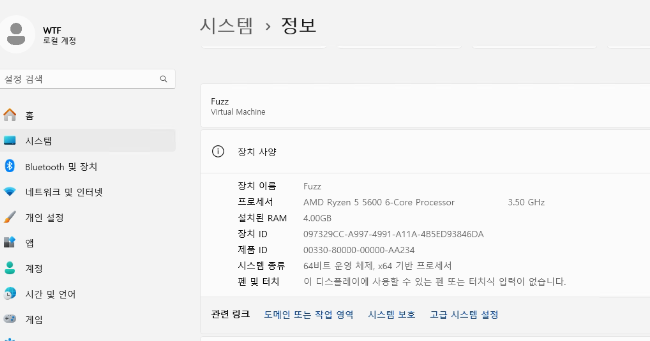 WTF
로컬 계정
설정 검색
홈
시스템
Bluetooth 및 장치
네트워크 및 인터넷
개인 설정
앱
계정
시간 및 언어
게임
시스템 › 정보
Fuzz
Virtual Machine
장치 사양
장치 이름 Fuzz
프로세서 AMD Ryzen 5 5600 6-Core Processor 3.50 GHz
설치된 RAM 4.00GB
장치 ID 097329CC-A997-4991-A11A-4B5ED93846DA
제품 ID 00330-80000-00000-AA234
시스템 종류 64비트 운영 체제, x64 기반 프로세서
펜 및 터치 이 디스플레이에 사용할 수 있는 펜 또는 터치식 입력이 없습니다.
관련 링크 도메인 또는 작업 영역 시스템 보호 고급 시스템 설정